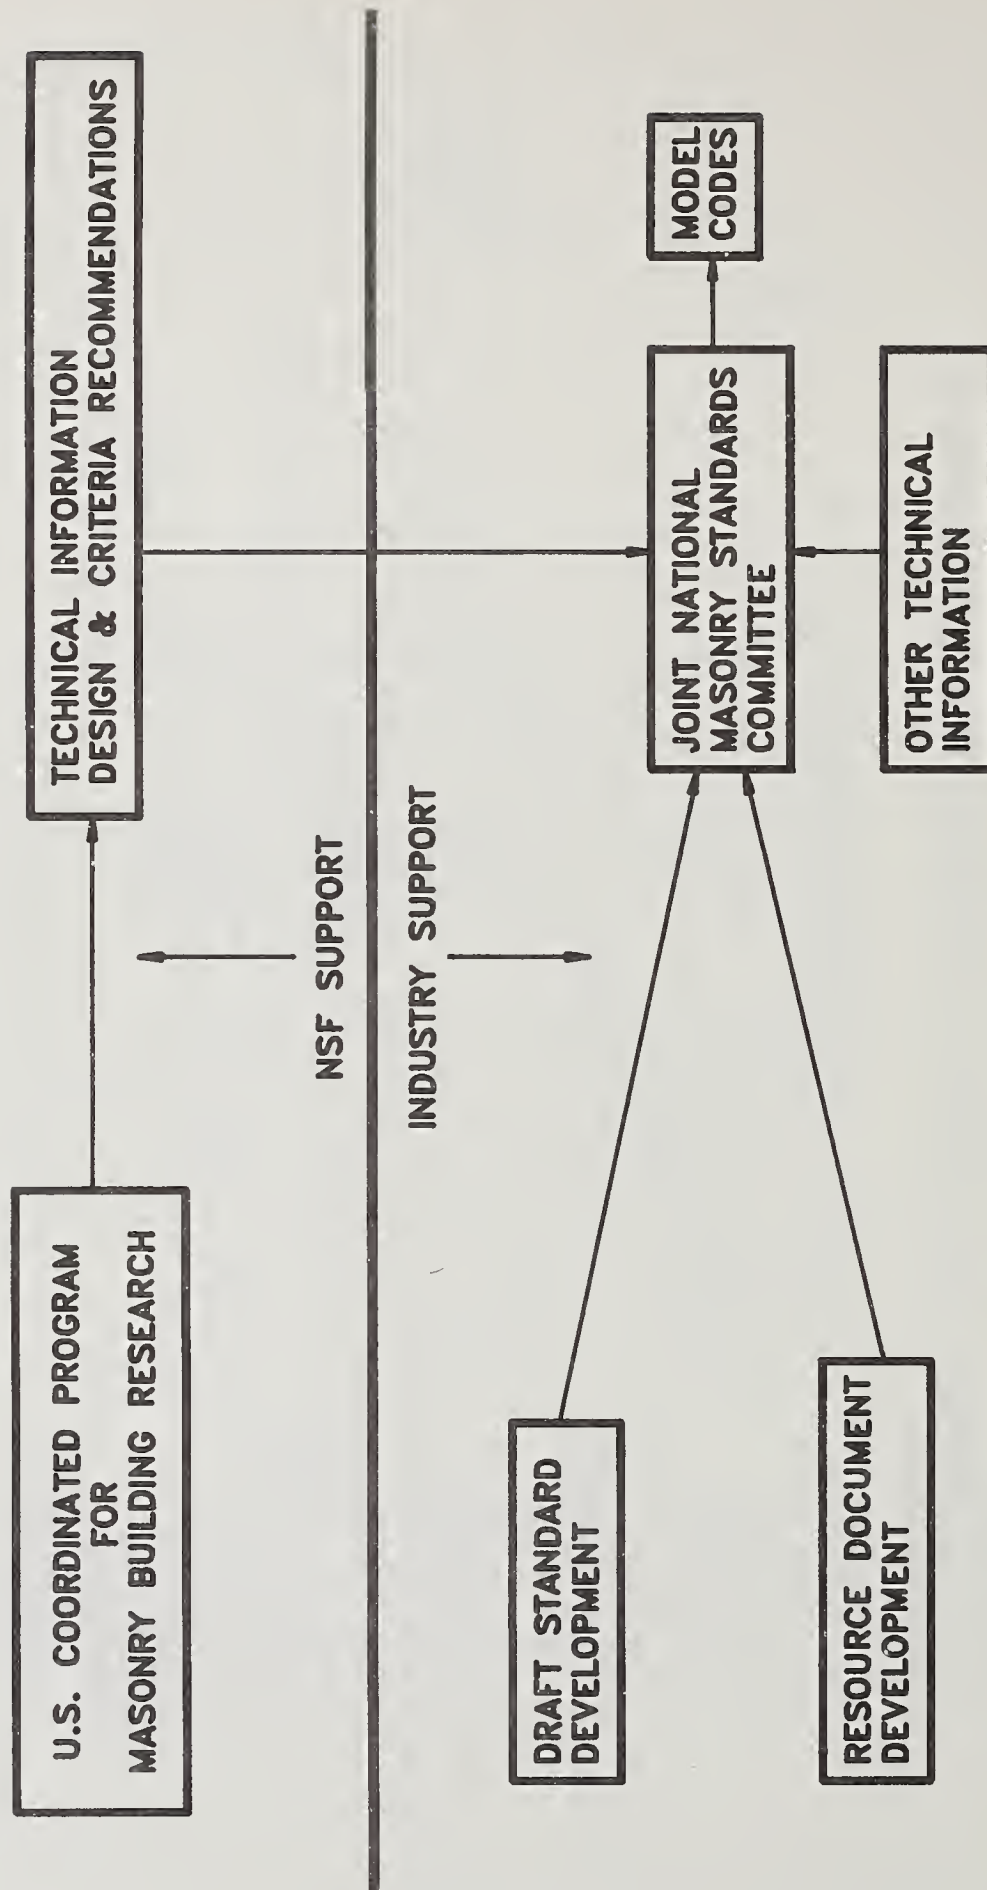 U.S. COORDINATED PROGRAM
FOR
MASONRY BUILDING RESEARCH
TECHNICAL INFORMATION
DESIGN & CRITERIA RECOMMENDATIONS
NSF SUPPORT
INDUSTRY SUPPORT
DRAFT STANDARD
DEVELOPMENT
RESOURCE DOCUMENT
DEVELOPMENT
JOINT NATIONAL
MASONRY STANDARDS
COMMITTEE
MODEL
CODES
OTHER TECHNICAL
INFORMATION